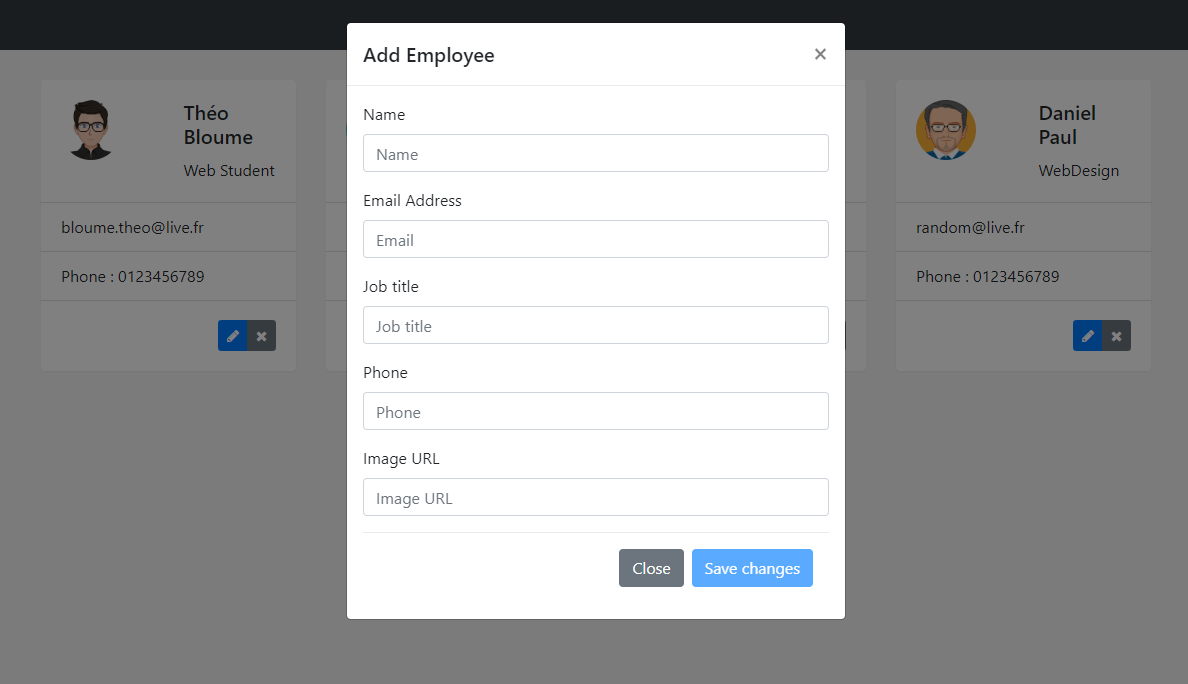 Add Employee
×
Name
Name
Email Address
Email
Job title
Job title
Phone
Phone
Image URL
Image URL
Close
Save changes
Théo
Bloume
Web Student
bloume.theo@live.fr
Phone : 0123456789
Daniel
Paul
WebDesign
random@live.fr
Phone : 0123456789